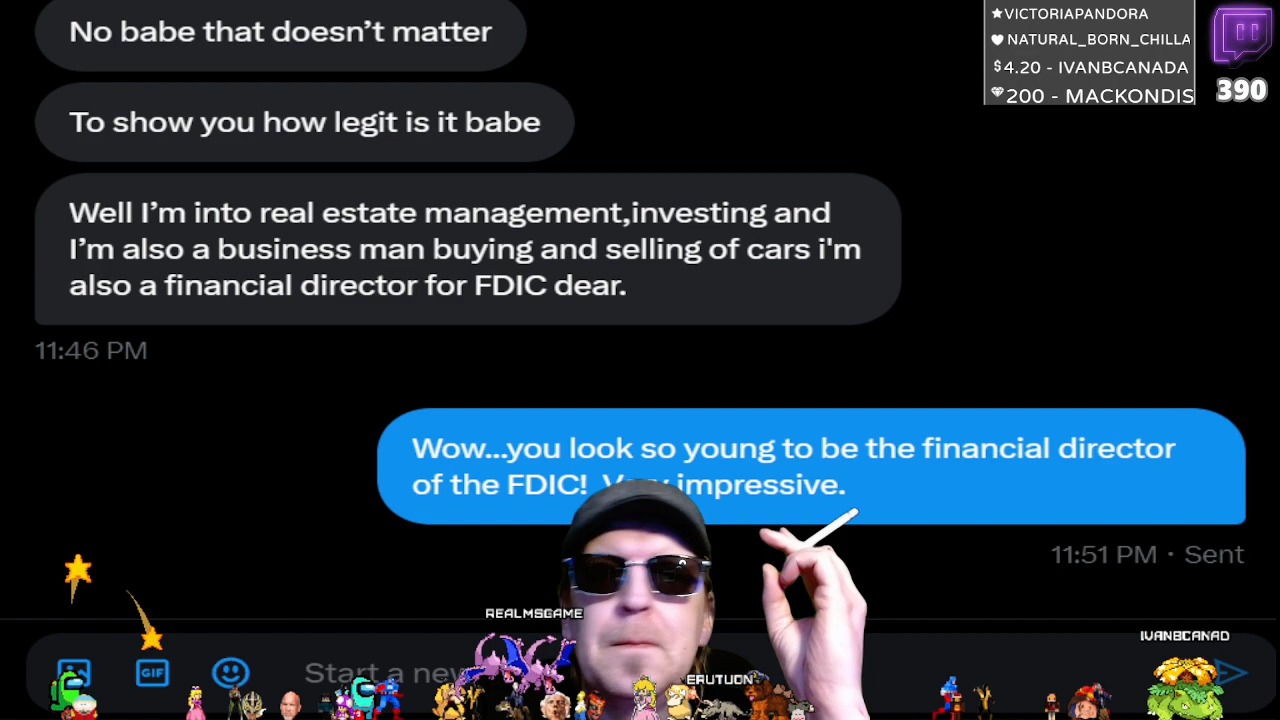 No babe that doesn’t matter
To show you how legit is it babe
Well I’m into real estate management,investing and
I’m also a business man buying and selling of cars i'm
also a financial director for FDIC dear.
11:46 PM
Wow...you look so young to be the financial director
of the FDIC! impressive.
11:51 PM · Sent
GIF
Start a new
VICTORIAPANDORA
NATURAL_BORN_CHILLA
$4.20 - IVANBCANADA
200 - MACKONDIS
390
REALMSGAME
ERUTUON
IVANBCANAD